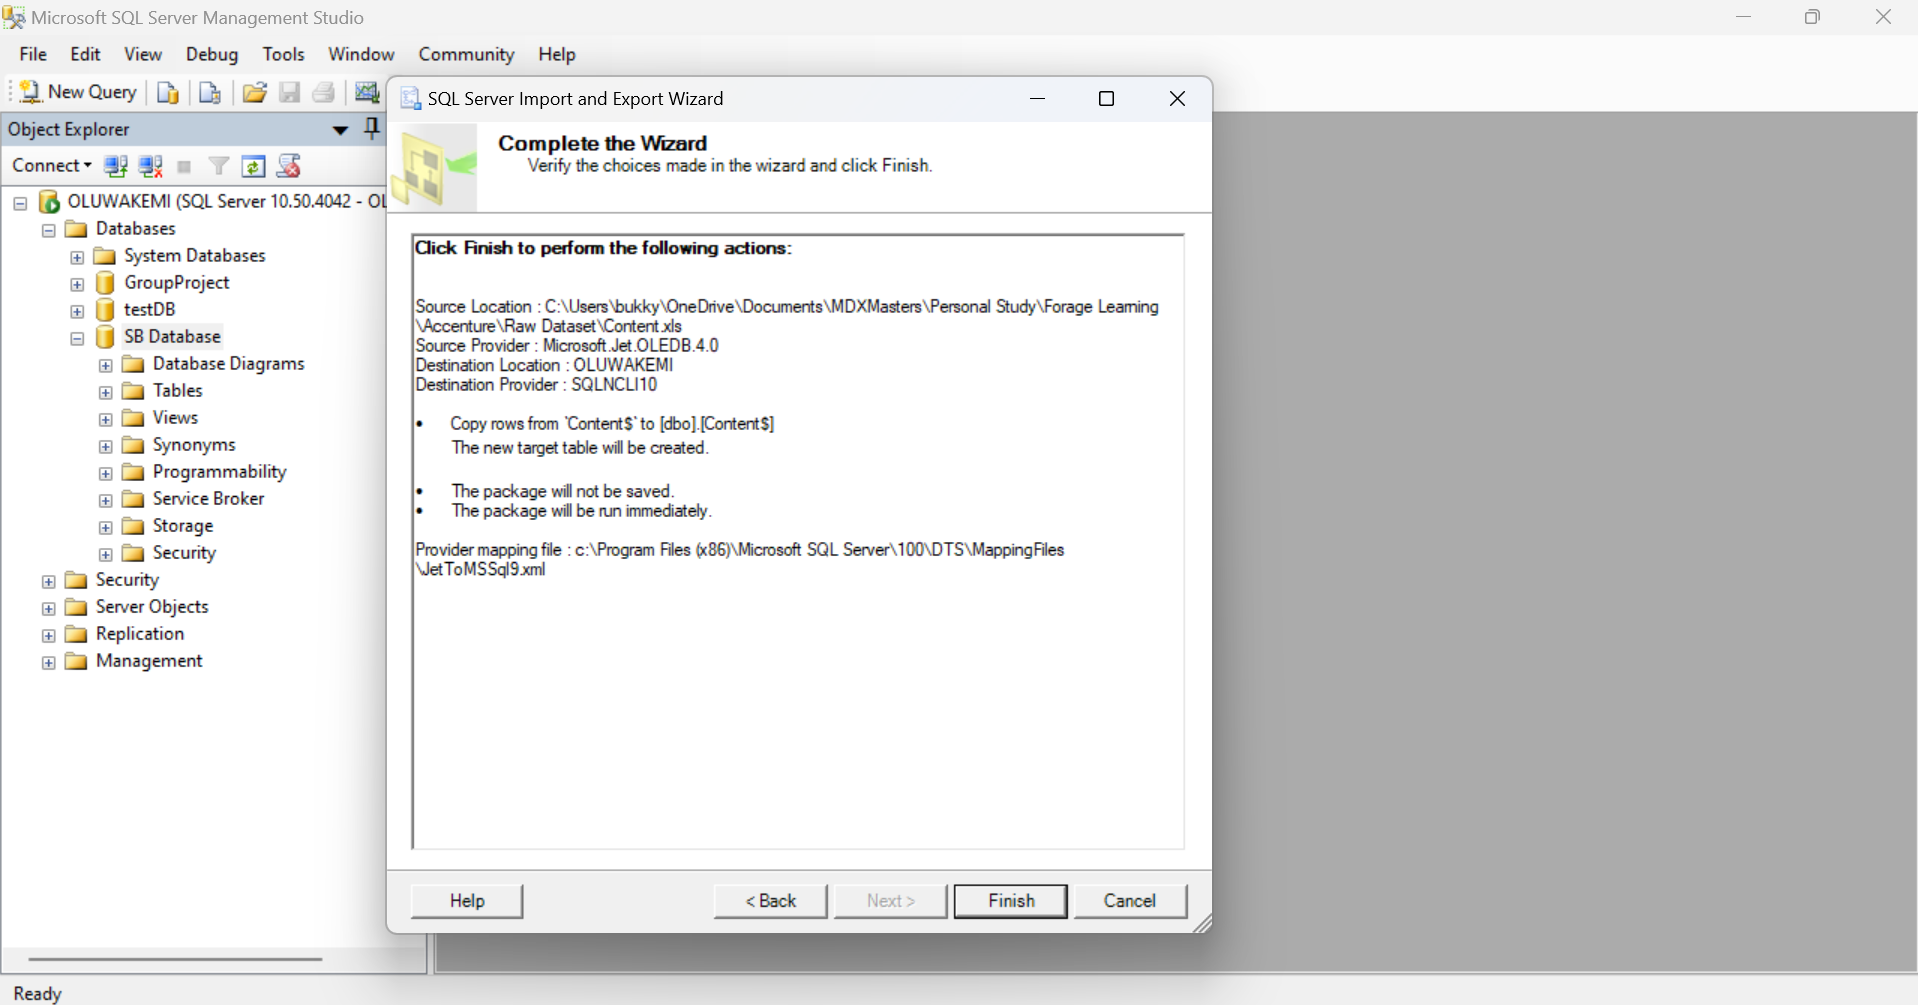 Microsoft SQL Server Management Studio
File Edit View Debug Tools Window Community Help
New Query
Object Explorer
Connect
OLUWAKEMI (SQL Server 10.50.4042 - OL
Databases
System Databases
GroupProject
testDB
SB Database
Database Diagrams
Tables
Views
Synonyms
Programmability
Service Broker
Storage
Security
Security
Server Objects
Replication
Management
SQL Server Import and Export Wizard
Complete the Wizard
Verify the choices made in the wizard and click Finish.
Click Finish to perform the following actions:
Source Location : C:\Users\bukky\OneDrive\Documents\MDXMasters\Personal Study\Forage Learning
\Accenture\Raw Dataset\Content.xls
Source Provider : Microsoft.Jet.OLEDB.4.0
Destination Location : OLUWAKEMI
Destination Provider : SQLNCLI10
• Copy rows from `Content$` to [dbo].[Content$]
The new target table will be created.
• The package will not be saved.
• The package will be run immediately.
Provider mapping file : c:\Program Files (x86)\Microsoft SQL Server\100\DTS\MappingFiles
\JetToMSSql9.xml
Help < Back Next > Finish Cancel
Ready